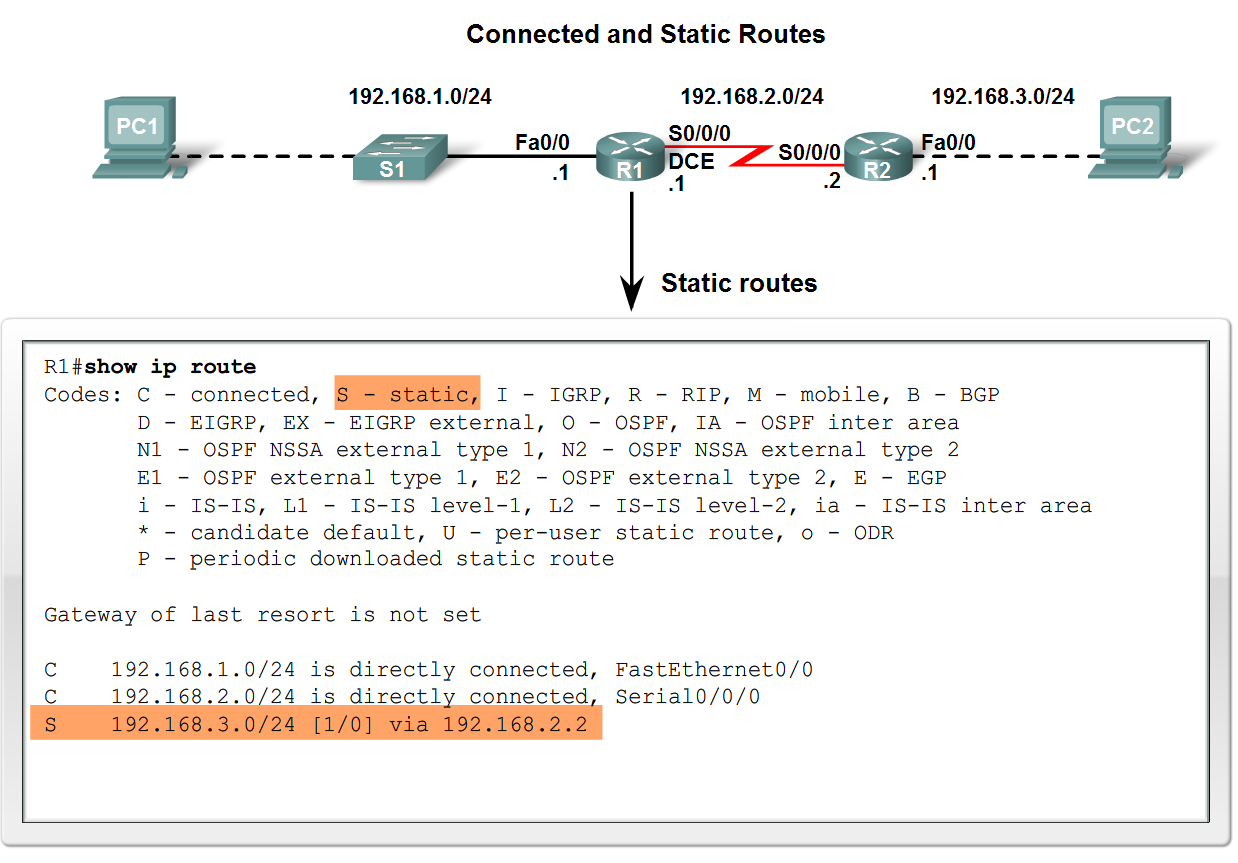 Connected and Static Routes
192.168.1.0/24 192.168.2.0/24 192.168.3.0/24
PC1 PC2
S0/0/0
Fa0/0 Fa0/0
S0/0/0
DCE
S1 R1 R2
.1 .1 .2 .1
Static routes
R1#show ip route
Codes: C - connected, S - static, I - IGRP, R - RIP, M - mobile, B - BGP
D - EIGRP, EX - EIGRP external, O - OSPF, IA - OSPF inter area
N1 - OSPF NSSA external type 1, N2 - OSPF NSSA external type 2
E1 - OSPF external type 1, E2 - OSPF external type 2, E - EGP
i - IS-IS, L1 - IS-IS level-1, L2 - IS-IS level-2, ia - IS-IS inter area
* - candidate default, U - per-user static route, o - ODR
P - periodic downloaded static route
Gateway of last resort is not set
C 192.168.1.0/24 is directly connected, FastEthernet0/0
C 192.168.2.0/24 is directly connected, Serial0/0/0
S 192.168.3.0/24 [1/0] via 192.168.2.2